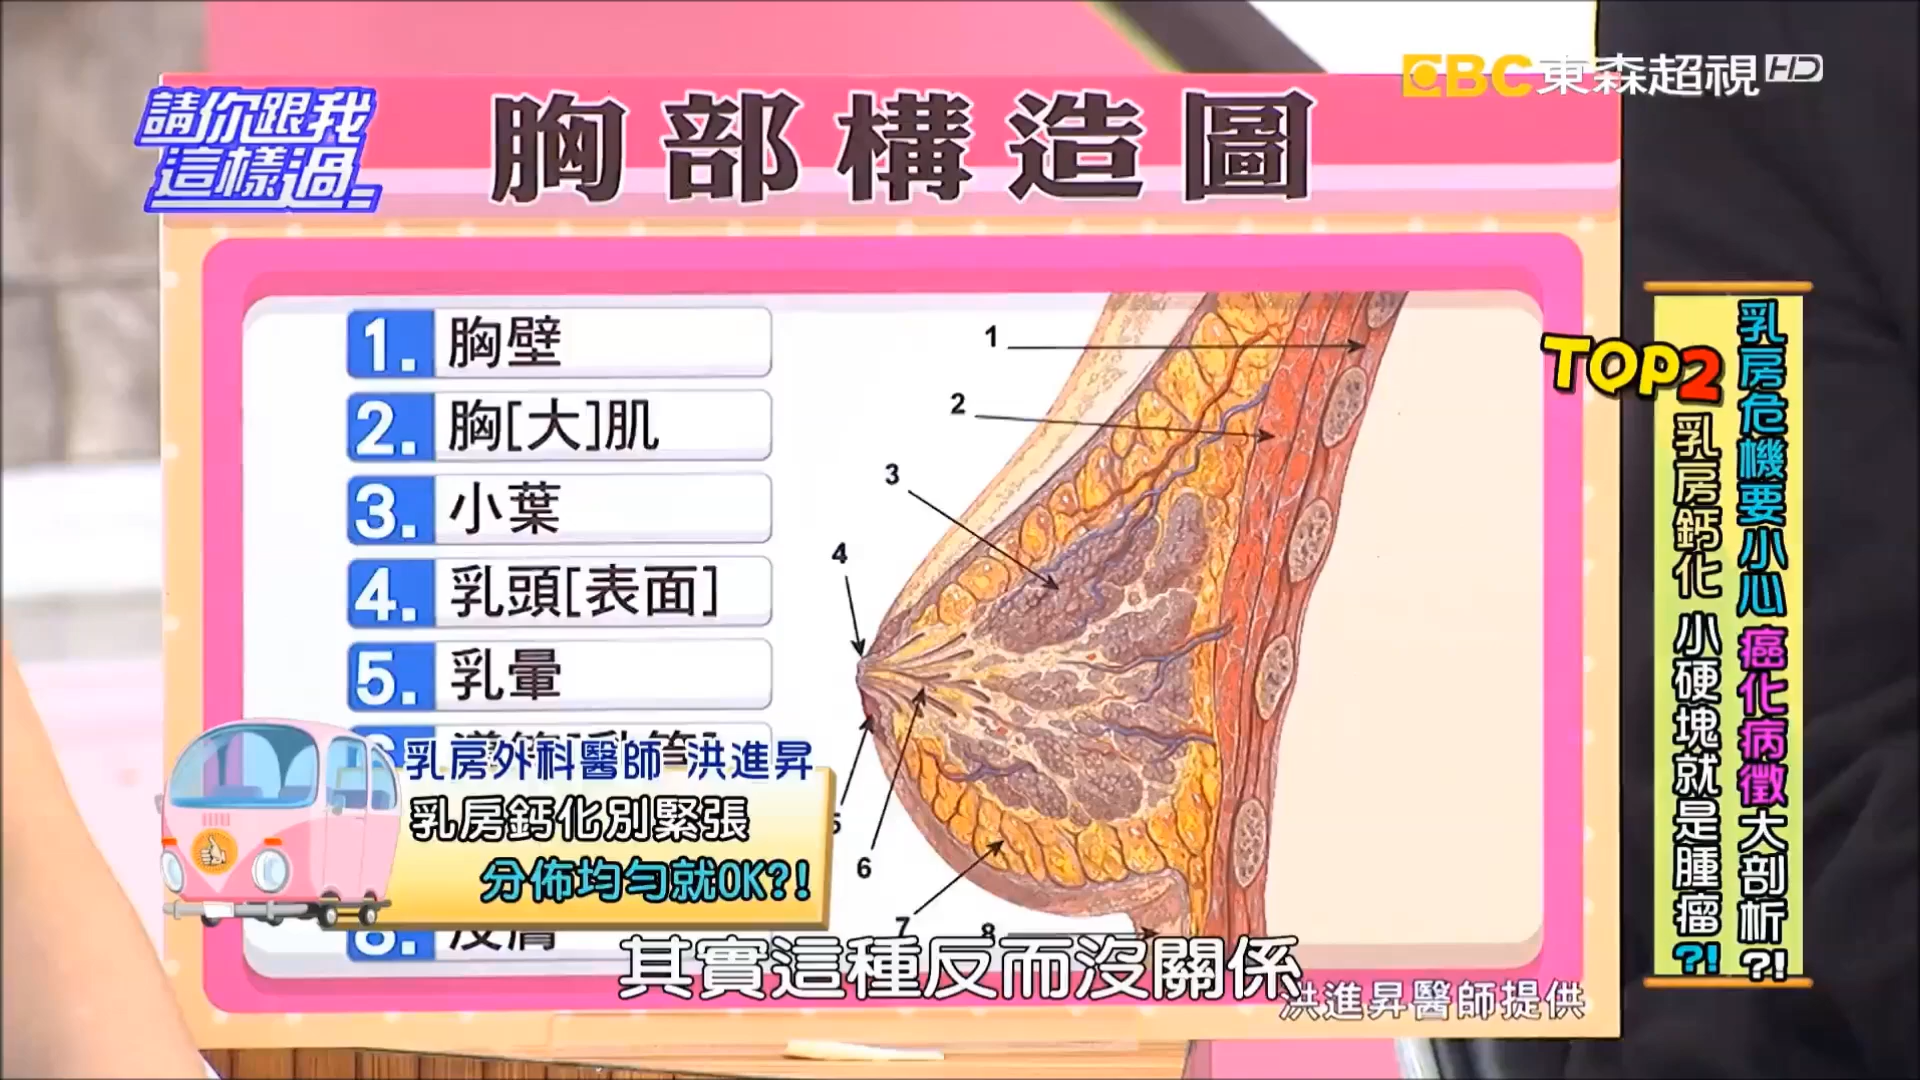 EBC東森超視HD
請你跟我
這樣過
胸部構造圖
1. 胸壁
2. 胸[大]肌
3. 小葉
4. 乳頭[表面]
5. 乳暈
8. 皮膚
1
2
3
4
6
7
8
TOP2
乳房危機要小心 癌化病徵大剖析?!
乳房鈣化 小硬塊就是腫瘤?!
乳房外科醫師 洪進昇
乳房鈣化別緊張
分佈均勻就OK?!
其實這種反而沒關係
洪進昇醫師提供